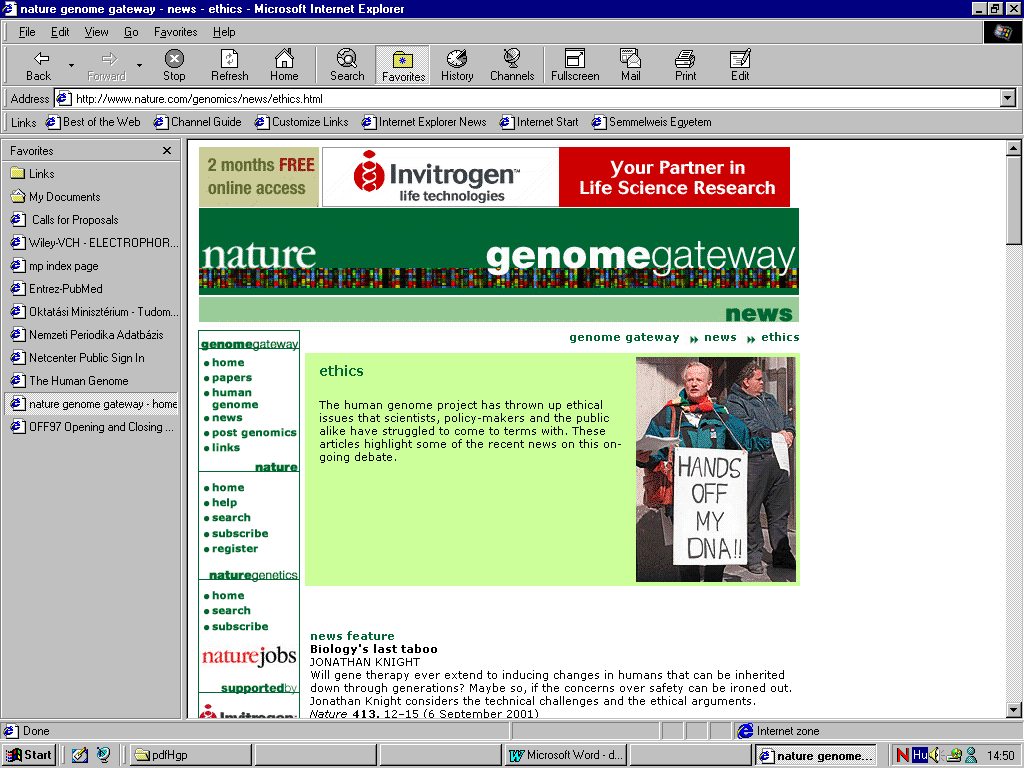 nature genome gateway - news - ethics - Microsoft Internet Explorer
File Edit View Go Favorites Help
Back Forward Stop Refresh Home Search Favorites History Channels Fullscreen Mail Print Edit
Address http://www.nature.com/genomics/news/ethics.html
Links Best of the Web Channel Guide Customize Links Internet Explorer News Internet Start Semmelweis Egyetem
Favorites
Links
My Documents
Calls for Proposals
Wiley-VCH - ELECTROPHOR...
mp index page
Entrez-PubMed
Oktatási Minisztérium - Tudom...
Nemzeti Periodika Adatbázis
Netcenter Public Sign In
The Human Genome
nature genome gateway - home
OFF97 Opening and Closing ...
2 months FREE
online access
Invitrogen™
life technologies
Your Partner in
Life Science Research
nature
genomegateway
news
genome gateway news ethics
genomegateway
home
papers
human
genome
news
post genomics
links
nature
home
help
search
subscribe
register
naturegenetics
home
search
subscribe
naturejobs
supportedby
Invitrogen
ethics
The human genome project has thrown up ethical
issues that scientists, policy-makers and the public
alike have struggled to come to terms with. These
articles highlight some of the recent news on this on-
going debate.
HANDS
OFF
MY
DNA!!
news feature
Biology's last taboo
JONATHAN KNIGHT
Will gene therapy ever extend to inducing changes in humans that can be inherited
down through generations? Maybe so, if the concerns over safety can be ironed out.
Jonathan Knight considers the technical challenges and the ethical arguments.
Nature 413, 12–15 (6 September 2001)
Done
Internet zone
Start
pdfHgp
Microsoft Word - d...
nature genome...
N
Hu
14:50